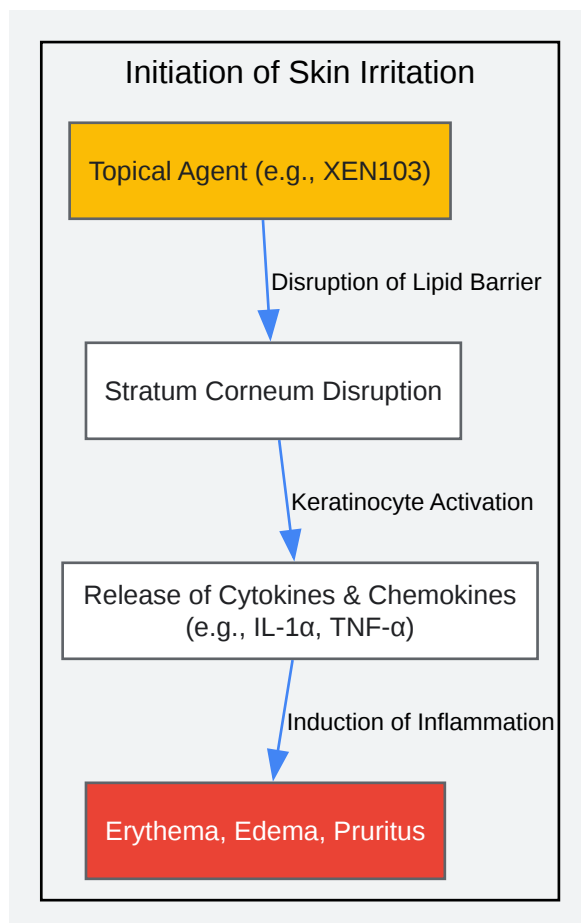 Initiation of Skin Irritation
Topical Agent (e.g., XEN103)
Disruption of Lipid Barrier
Stratum Corneum Disruption
Keratinocyte Activation
Release of Cytokines & Chemokines
(e.g., IL-1α, TNF-α)
Induction of Inflammation
Erythema, Edema, Pruritus